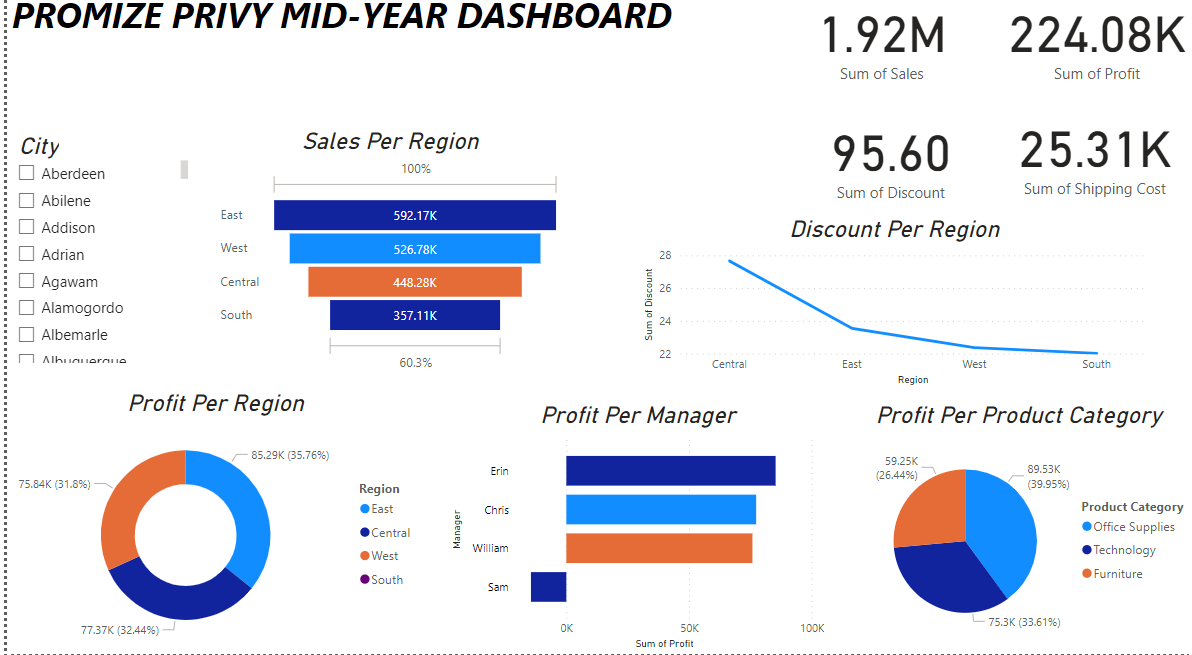 PROMIZE PRIVY MID-YEAR DASHBOARD
1.92M
Sum of Sales
224.08K
Sum of Profit
95.60
Sum of Discount
25.31K
Sum of Shipping Cost
City
Aberdeen
Abilene
Addison
Adrian
Agawam
Alamogordo
Albemarle
Albuquerque
Sales Per Region
100%
East
592.17K
West
526.78K
Central
448.28K
South
357.11K
60.3%
Discount Per Region
Sum of Discount
28
26
24
22
Central
East
West
South
Region
Profit Per Region
85.29K (35.76%)
75.84K (31.8%)
77.37K (32.44%)
Region
East
Central
West
South
Profit Per Manager
Manager
Erin
Chris
William
Sam
0K
50K
100K
Sum of Profit
Profit Per Product Category
59.25K
(26.44%)
89.53K
(39.95%)
75.3K (33.61%)
Product Category
Office Supplies
Technology
Furniture